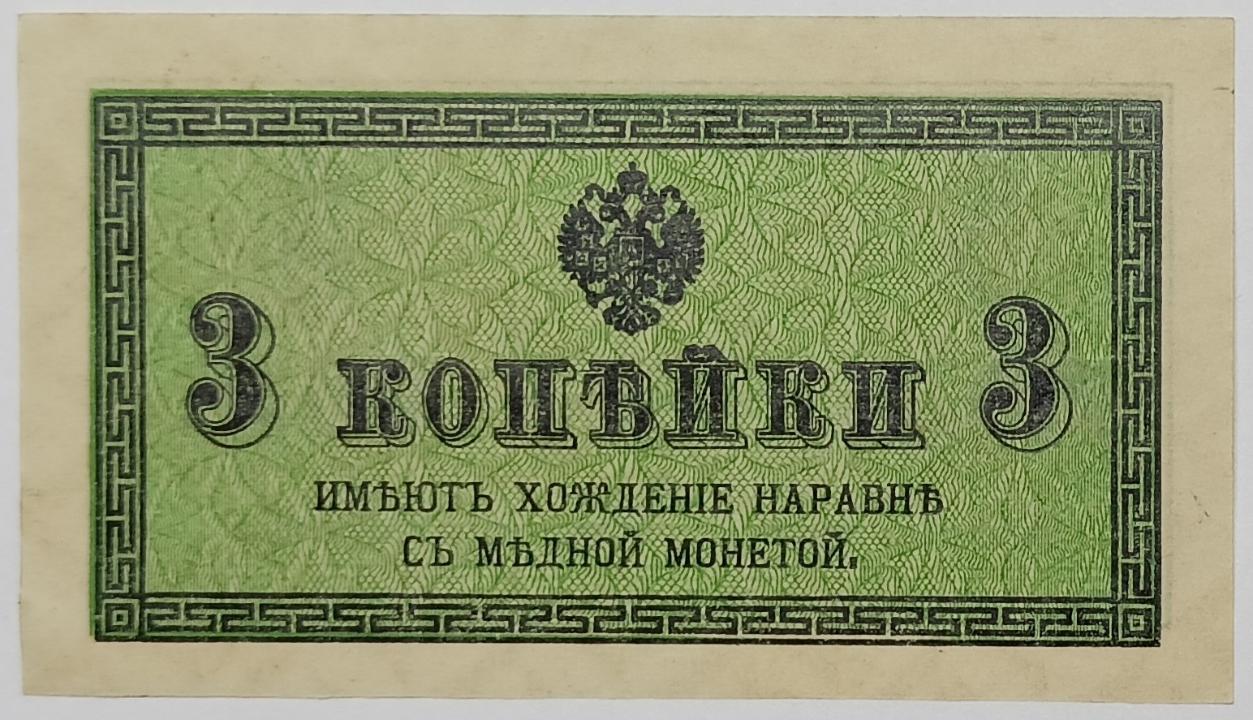 3 КОПѢЙКИ 3
ИМѢЮТЪ ХОЖДЕНІЕ НАРАВНѢ
СЪ МѢДНОЙ МОНЕТОЙ.